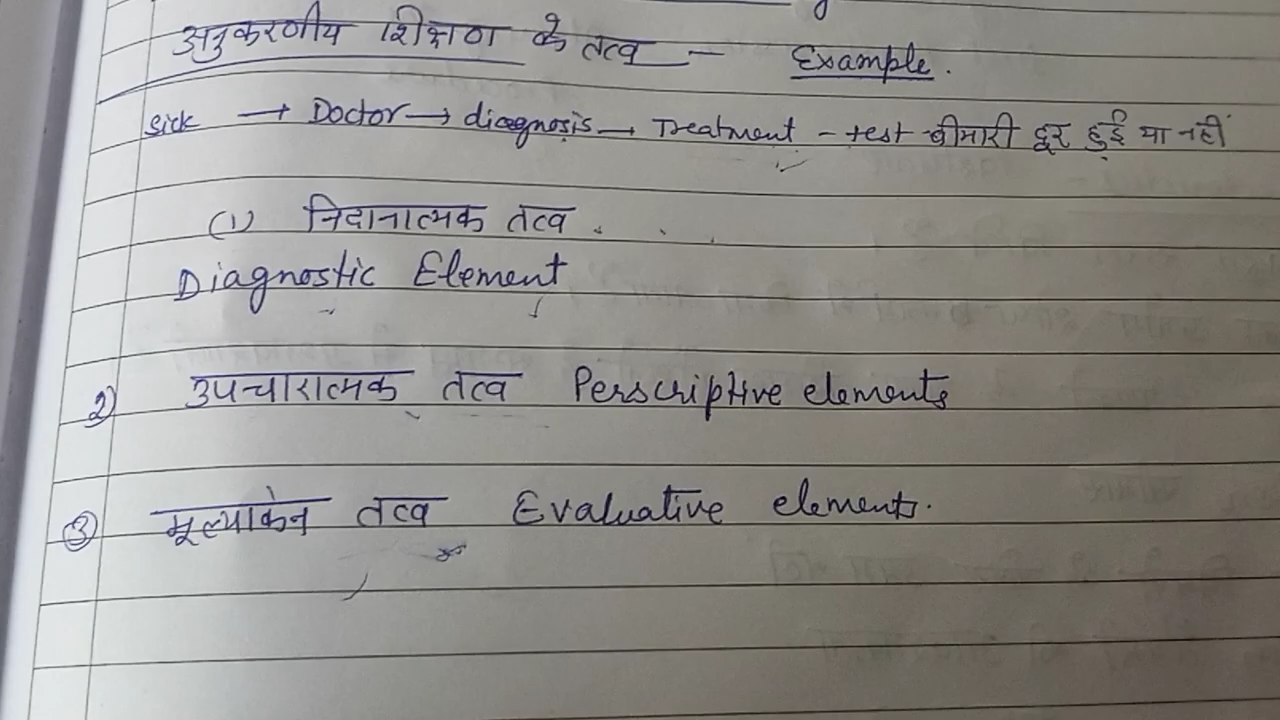 अनुकरणीय शिक्षण के तत्व – Example.
Sick → Doctor → diagnosis → Treatment - test बीमारी दूर हुई या नहीं
(1) निदानात्मक तत्व .
Diagnostic Element
2) उपचारात्मक तत्व Perscriptive elements
③ मूल्याकंन तत्व Evaluative elements.